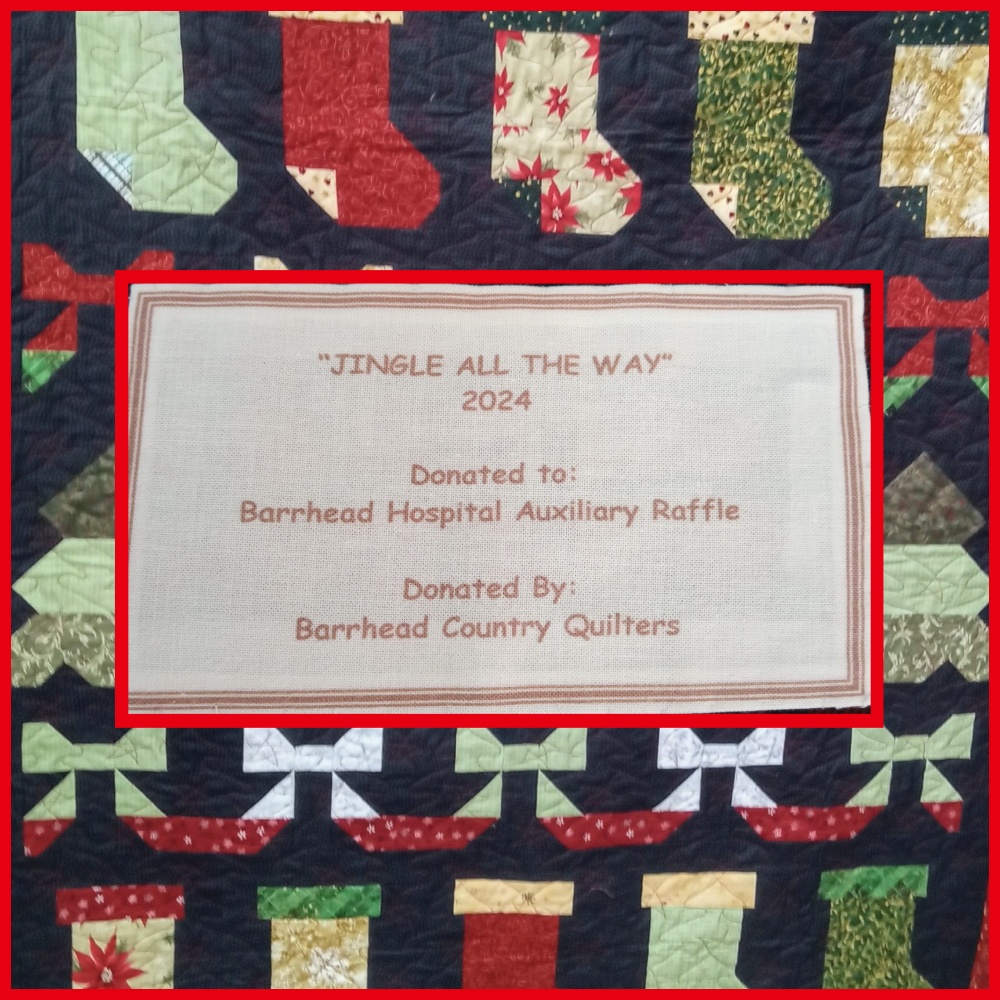 "JINGLE ALL THE WAY"
2024
Donated to:
Barrhead Hospital Auxiliary Raffle
Donated By:
Barrhead Country Quilters